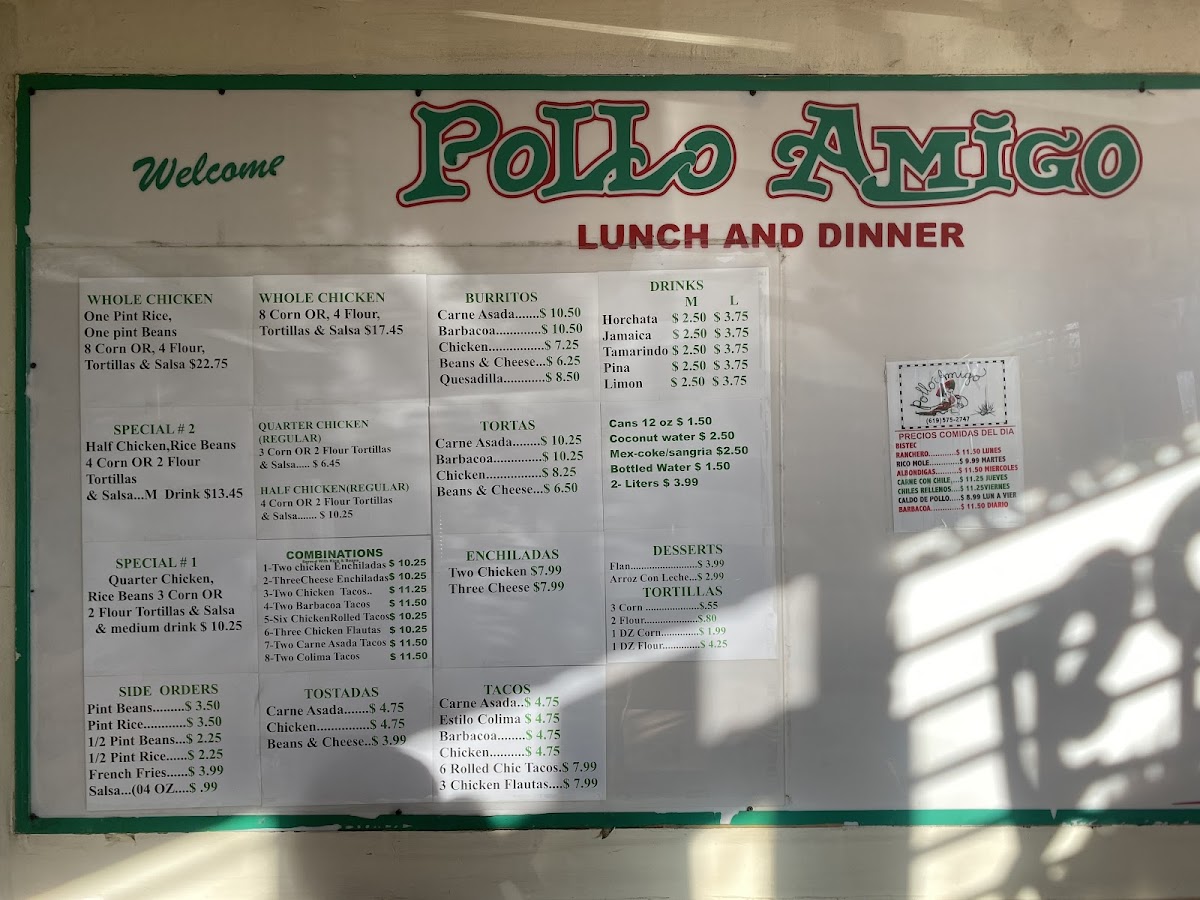 Welcome
POLLO AMIGO
LUNCH AND DINNER
WHOLE CHICKEN
One Pint Rice,
One pint Beans
8 Corn OR, 4 Flour,
Tortillas & Salsa $22.75
WHOLE CHICKEN
8 Corn OR, 4 Flour,
Tortillas & Salsa $17.45
BURRITOS
Carne Asada.......$ 10.50
Barbacoa............$ 10.50
Chicken................$ 7.25
Beans & Cheese...$ 6.25
Quesadilla...........$ 8.50
DRINKS
M L
Horchata $ 2.50 $ 3.75
Jamaica $ 2.50 $ 3.75
Tamarindo $ 2.50 $ 3.75
Pina $ 2.50 $ 3.75
Limon $ 2.50 $ 3.75
SPECIAL # 2
Half Chicken,Rice Beans
4 Corn OR 2 Flour
Tortillas
& Salsa...M Drink $13.45
QUARTER CHICKEN
(REGULAR)
3 Corn OR 2 Flour Tortillas
& Salsa..... $ 6.45
HALF CHICKEN(REGULAR)
4 Corn OR 2 Flour Tortillas
& Salsa....... $ 10.25
TORTAS
Carne Asada........$ 10.25
Barbacoa.............$ 10.25
Chicken................$ 8.25
Beans & Cheese...$ 6.50
Cans 12 oz $ 1.50
Coconut water $ 2.50
Mex-coke/sangria $2.50
Bottled Water $ 1.50
2- Liters $ 3.99
SPECIAL # 1
Quarter Chicken,
Rice Beans 3 Corn OR
2 Flour Tortillas & Salsa
& medium drink $ 10.25
COMBINATIONS
1-Two chicken Enchiladas $ 10.25
2-ThreeCheese Enchiladas$ 10.25
3-Two Chicken Tacos.. $ 11.25
4-Two Barbacoa Tacos $ 11.50
5-Six ChickenRolled Tacos$ 10.25
6-Three Chicken Flautas $ 10.25
7-Two Carne Asada Tacos $ 11.50
8-Two Colima Tacos $ 11.50
ENCHILADAS
Two Chicken $7.99
Three Cheese $7.99
DESSERTS
Flan.......................$ 3.99
Arroz Con Leche...$ 2.99
TORTILLAS
3 Corn .....................$.55
2 Flour.....................$.80
1 DZ Corn..............$ 1.99
1 DZ Flour..............$ 4.25
SIDE ORDERS
Pint Beans.........$ 3.50
Pint Rice............$ 3.50
1/2 Pint Beans...$ 2.25
1/2 Pint Rice......$ 2.25
French Fries......$ 3.99
Salsa...(04 OZ....$ .99
TOSTADAS
Carne Asada.......$ 4.75
Chicken................$ 4.75
Beans & Cheese..$ 3.99
TACOS
Carne Asada..$ 4.75
Estilo Colima $ 4.75
Barbacoa........$ 4.75
Chicken..........$ 4.75
6 Rolled Chic Tacos.$ 7.99
3 Chicken Flautas....$ 7.99
Pollo Amigo
(619)575-2747
PRECIOS COMIDAS DEL DIA
BISTEC
RANCHERO..........$ 11.50 LUNES
RICO MOLE............$ 9.99 MARTES
ALBONDIGAS.........$ 11.50 MIERCOLES
CARNE CON CHILE....$ 11.25 JUEVES
CHILES RELLENOS....$ 11.25VIERNES
CALDO DE POLLO.....$ 8.99 LUN A VIER
BARBACOA............$ 11.50 DIARIO